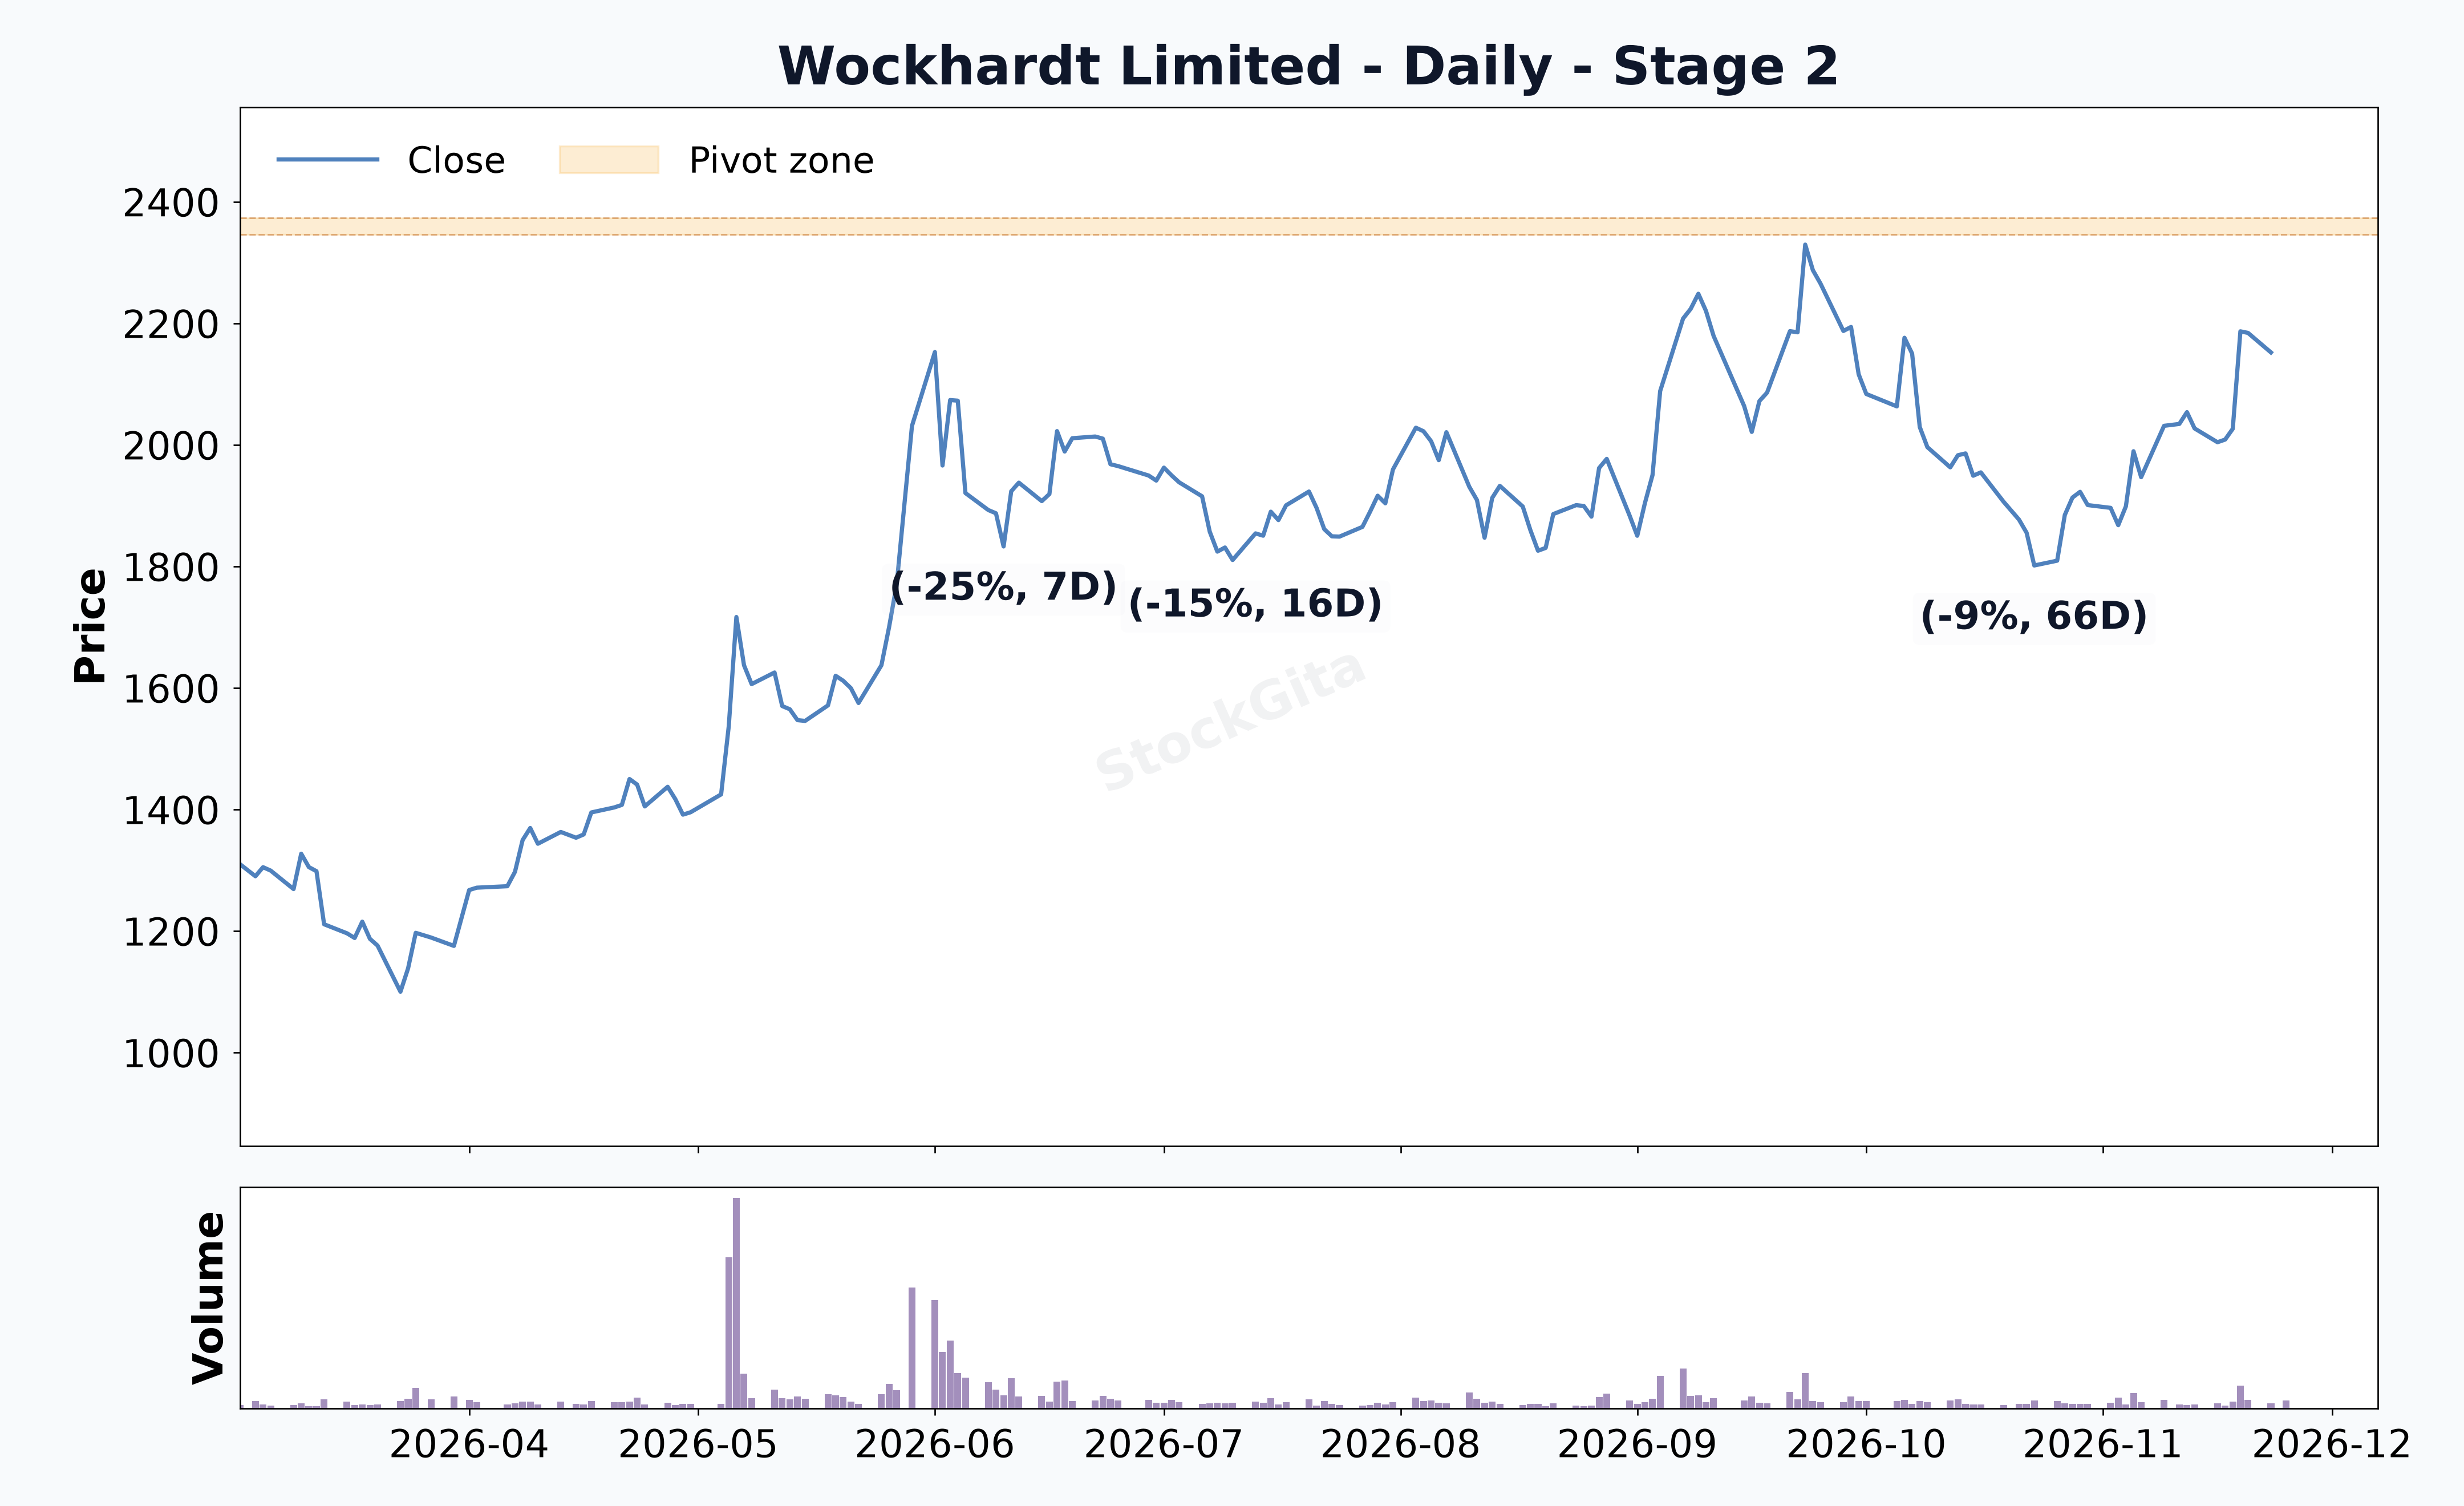 Wockhardt Limited - Daily - Stage 2
Close
Pivot zone
2400
2200
2000
1800
1600
1400
1200
1000
Price
(-25%, 7D)
(-15%, 16D)
(-9%, 66D)
StockGita
Volume
2026-04
2026-05
2026-06
2026-07
2026-08
2026-09
2026-10
2026-11
2026-12